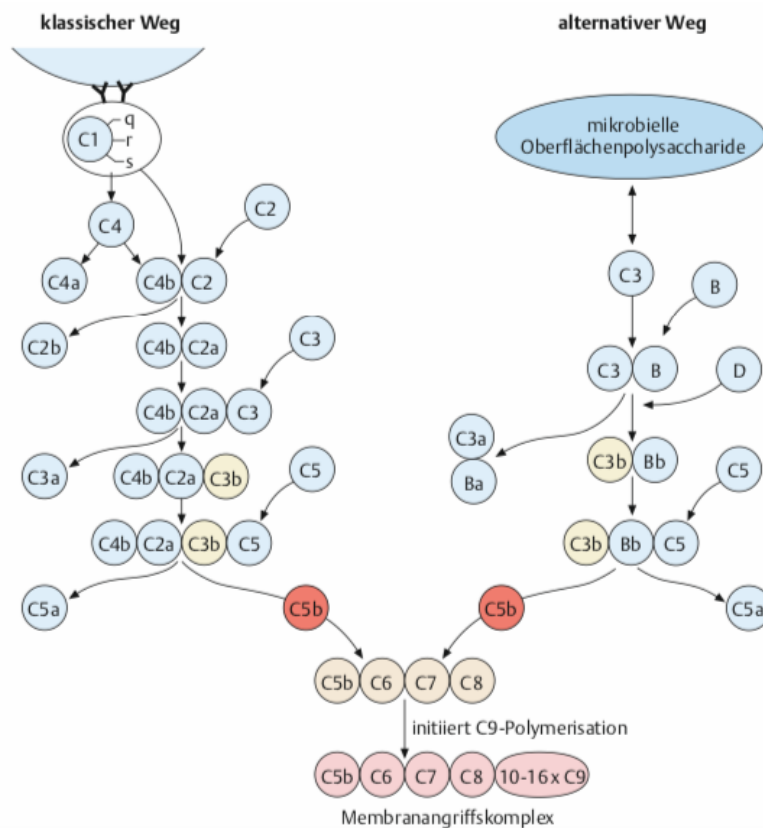 klassischer Weg
alternativer Weg
q
C1
r
s
mikrobielle
Oberflächenpolysaccharide
C4
C2
C4a
C4b
C2
C3
B
C2b
C4b
C2a
C3
C3
B
D
C4b
C2a
C3
C3a
Ba
C3b
Bb
C3a
C4b
C2a
C3b
C5
C5
C4b
C2a
C3b
C5
C3b
Bb
C5
C5a
C5b
C5b
C5a
C5b
C6
C7
C8
initiiert C9-Polymerisation
C5b
C6
C7
C8
10-16 x C9
Membranangriffskomplex